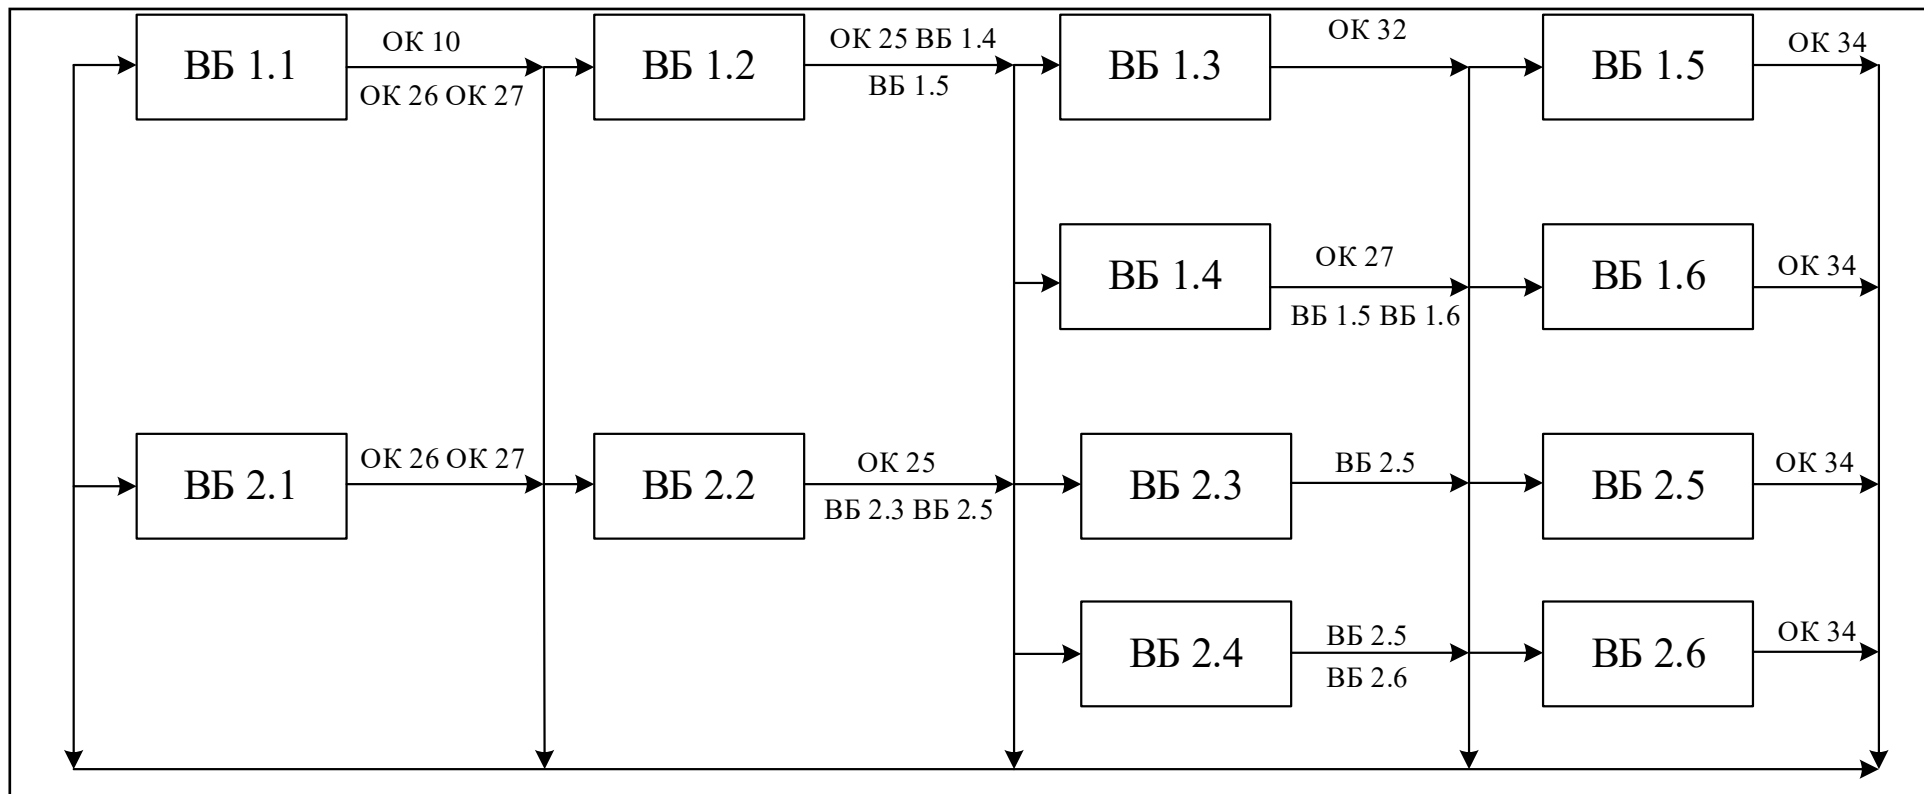 ВБ 1.1
ОК 10
ОК 26 ОК 27
ВБ 1.2
ОК 25 ВБ 1.4
ВБ 1.5
ВБ 1.3
ОК 32
ВБ 1.5
ОК 34
ВБ 1.4
ОК 27
ВБ 1.5 ВБ 1.6
ВБ 1.6
ОК 34
ВБ 2.1
ОК 26 ОК 27
ВБ 2.2
ОК 25
ВБ 2.3 ВБ 2.5
ВБ 2.3
ВБ 2.5
ВБ 2.5
ОК 34
ВБ 2.4
ВБ 2.5
ВБ 2.6
ВБ 2.6
ОК 34